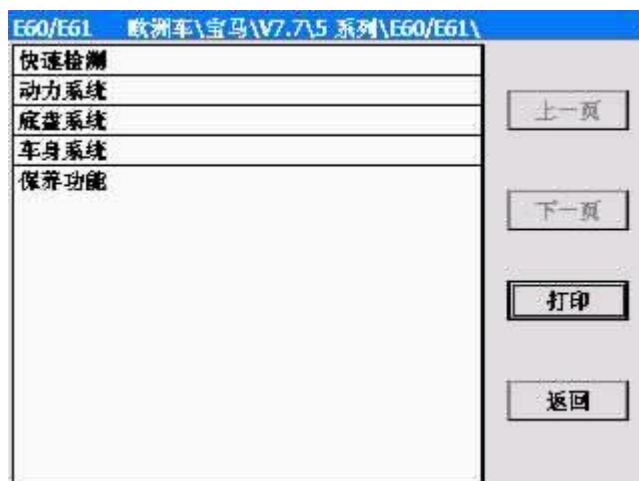 E60/E61 欧洲车\宝马\V7.7\5 系列\E60/E61\
快速检测
动力系统
底盘系统
车身系统
保养功能
上一页
下一页
打印
返回